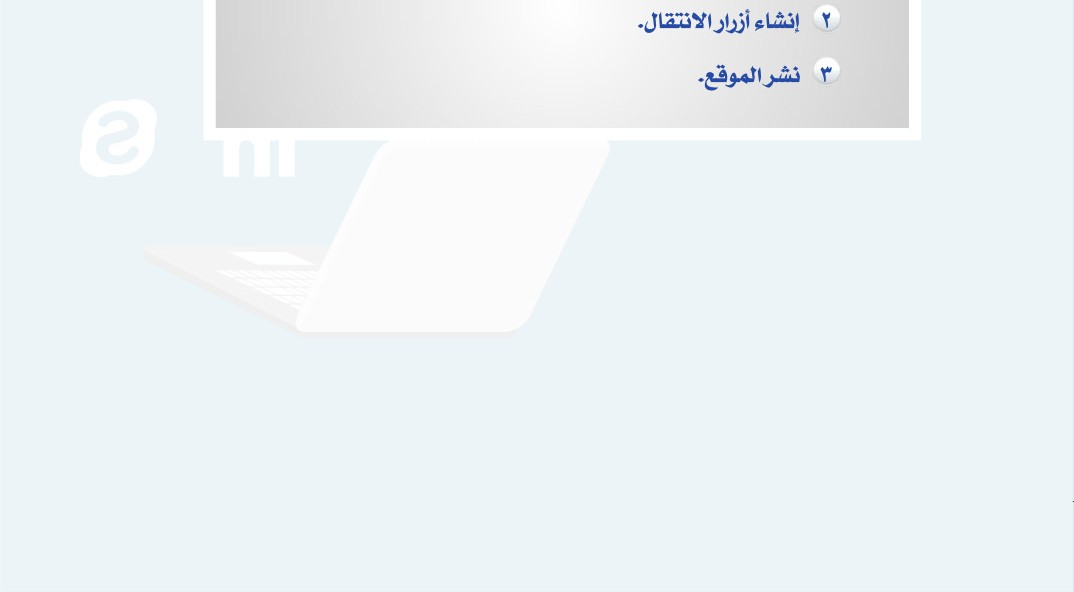 ٢ إنشاء أزرار الانتقال.
٣ نشر الموقع.